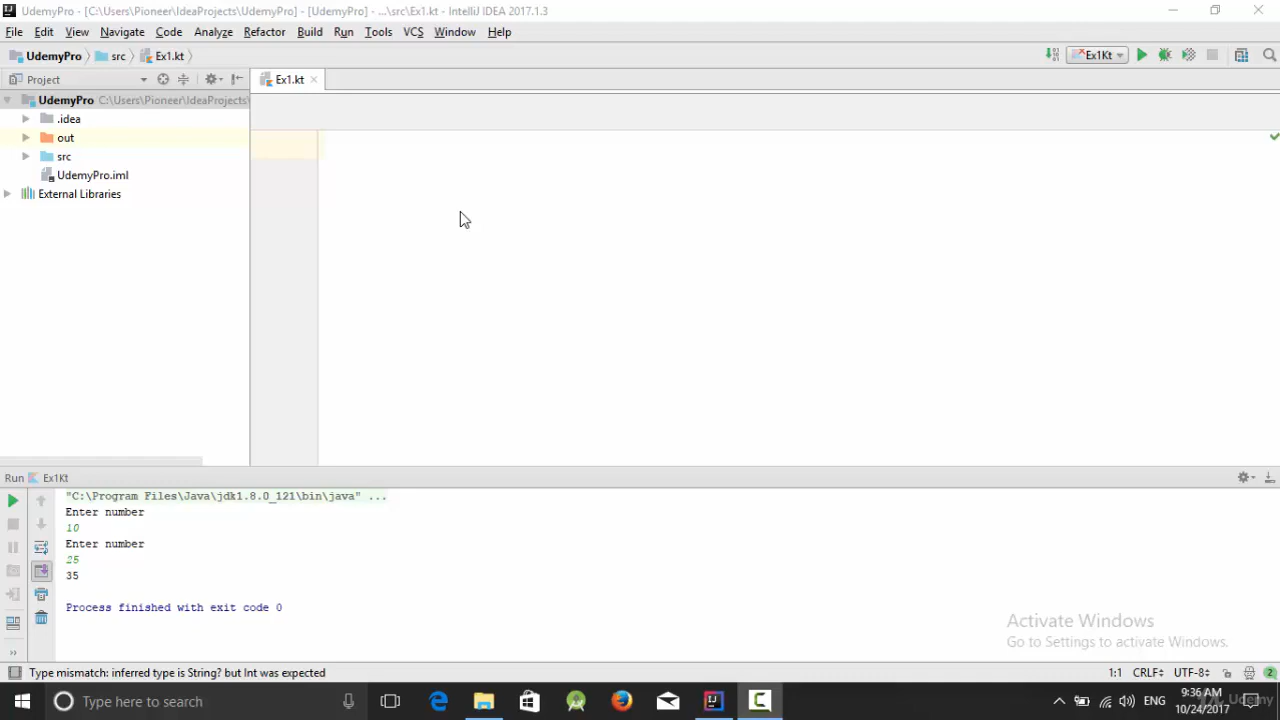 UdemyPro - [C:\Users\Pioneer\IdeaProjects\UdemyPro] - [UdemyPro] - ...\src\Ex1.kt - IntelliJ IDEA 2017.1.3
File Edit View Navigate Code Analyze Refactor Build Run Tools VCS Window Help
UdemyPro src Ex1.kt Ex1Kt
Project Ex1.kt
UdemyPro C:\Users\Pioneer\IdeaProjects\
.idea
out
src
UdemyPro.iml
External Libraries
Run Ex1Kt
"C:\Program Files\Java\jdk1.8.0_121\bin\java" ...
Enter number
10
Enter number
25
35
Process finished with exit code 0
Activate Windows
Go to Settings to activate Windows.
Type mismatch: inferred type is String? but Int was expected 1:1 CRLF UTF-8 2
Type here to search ENG 9:36 AM
10/24/2017
Udemy